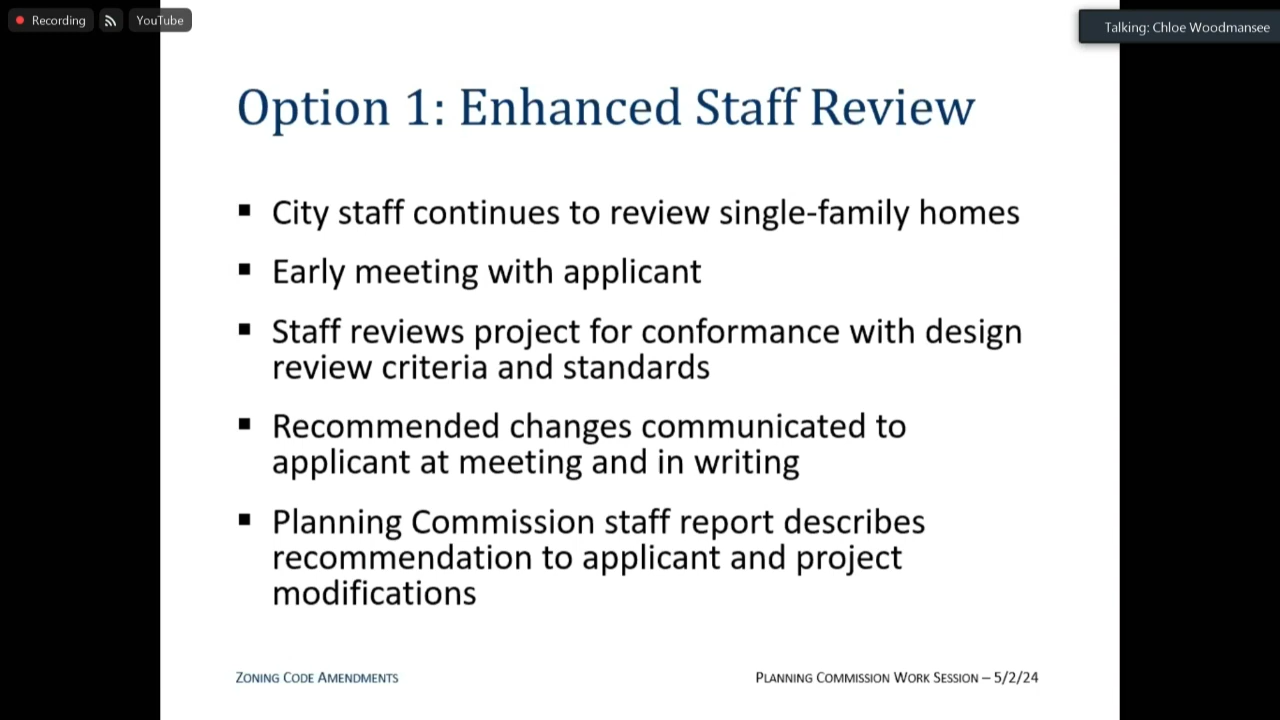 Recording
YouTube
Talking: Chloe Woodmansee
Option 1: Enhanced Staff Review
▪ City staff continues to review single-family homes
▪ Early meeting with applicant
▪ Staff reviews project for conformance with design
review criteria and standards
▪ Recommended changes communicated to
applicant at meeting and in writing
▪ Planning Commission staff report describes
recommendation to applicant and project
modifications
Zoning Code Amendments
Planning Commission Work Session – 5/2/24